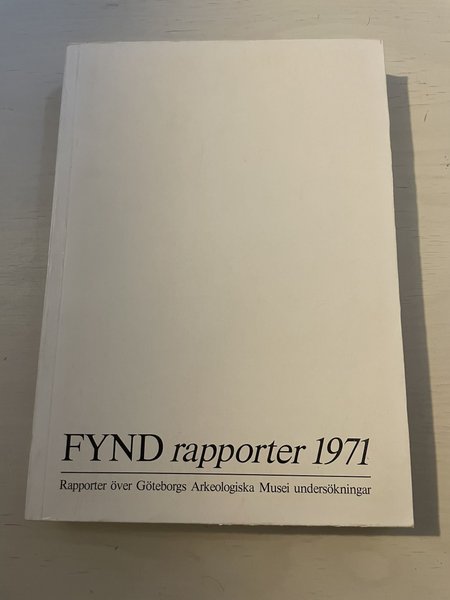 FYND rapporter 1971
Rapporter över Göteborgs Arkeologiska Musei undersökningar